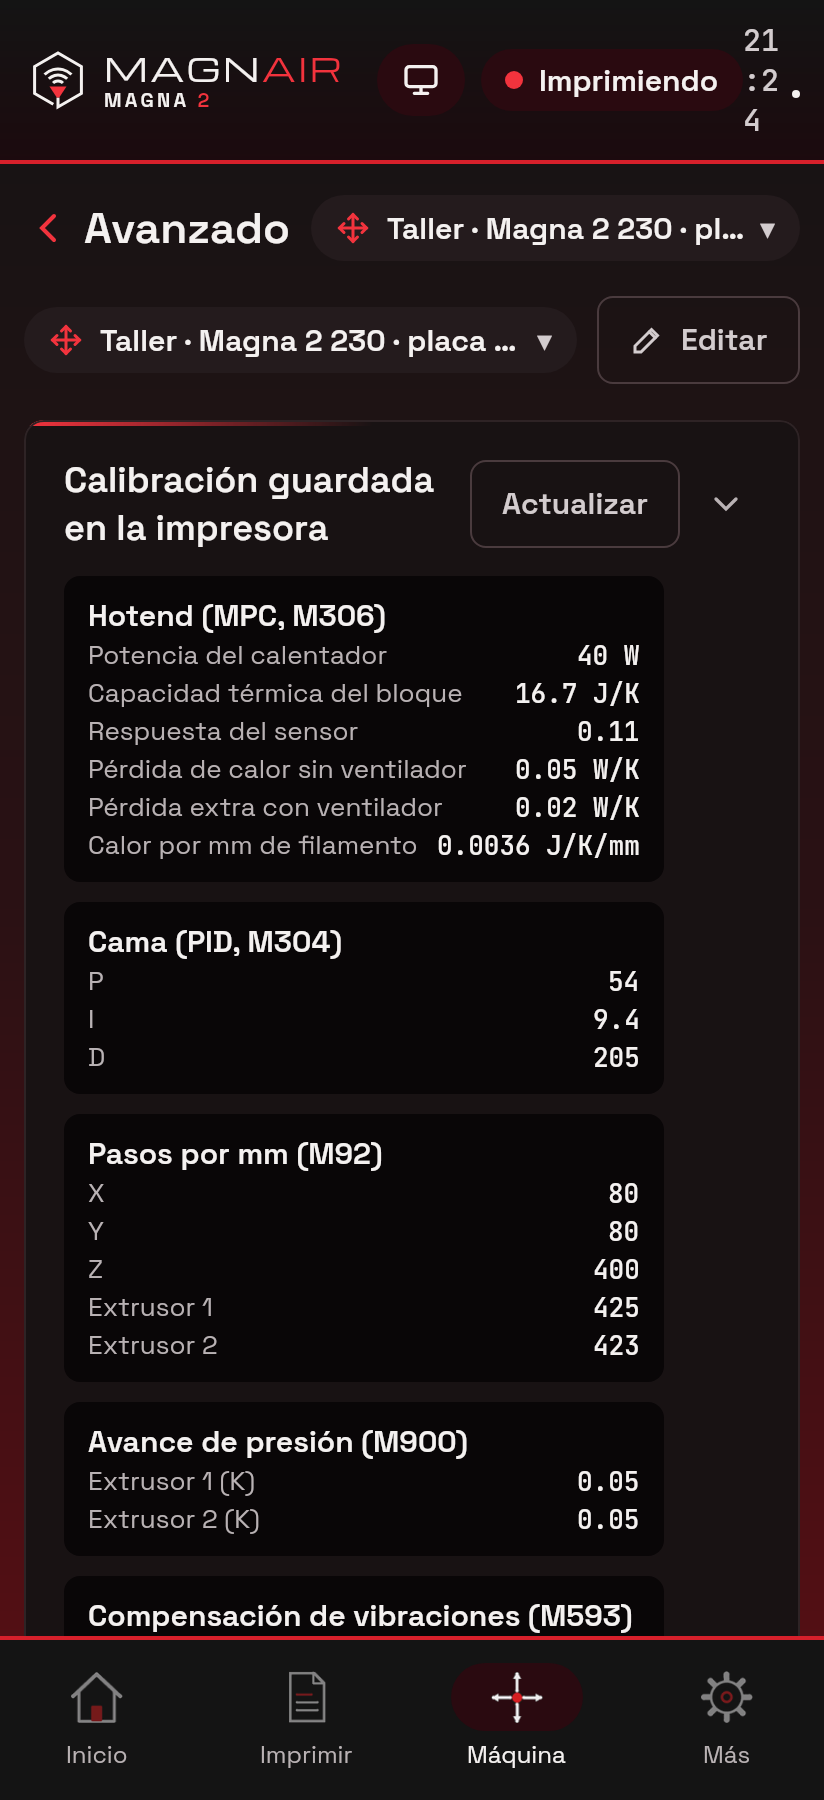 MAGNAIR
MAGNA 2
Imprimiendo
21
:2
4
Avanzado
Taller · Magna 2 230 · pl... ▾
Taller · Magna 2 230 · placa ... ▾
Editar
Calibración guardada
en la impresora
Actualizar
Hotend (MPC, M306)
Potencia del calentador 40 W
Capacidad térmica del bloque 16.7 J/K
Respuesta del sensor 0.11
Pérdida de calor sin ventilador 0.05 W/K
Pérdida extra con ventilador 0.02 W/K
Calor por mm de filamento 0.0036 J/K/mm
Cama (PID, M304)
P 54
I 9.4
D 205
Pasos por mm (M92)
X 80
Y 80
Z 400
Extrusor 1 425
Extrusor 2 423
Avance de presión (M900)
Extrusor 1 (K) 0.05
Extrusor 2 (K) 0.05
Compensación de vibraciones (M593)
Inicio
Imprimir
Máquina
Más